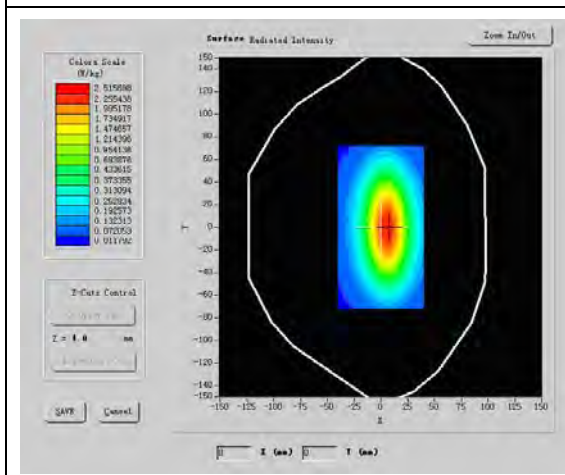 Surface Radiated Intensity
Zoom In/Out
Colors Scale
(W/kg)
2.515698
2.255438
1.995178
1.734917
1.474657
1.214396
0.954136
0.693876
0.433615
0.373355
0.313094
0.252834
0.192573
0.132313
0.072053
0.011792
150
140
120
100
80
60
40
20
0
-20
-40
-60
-80
-100
-120
-140
-150
Y
-150 -125 -100 -75 -50 -25 0 25 50 75 100 125 150
X
Z-Cuts Control
Z = 4.0 mm
SAVE
Cancel
0 X (mm) 0 Y (mm)